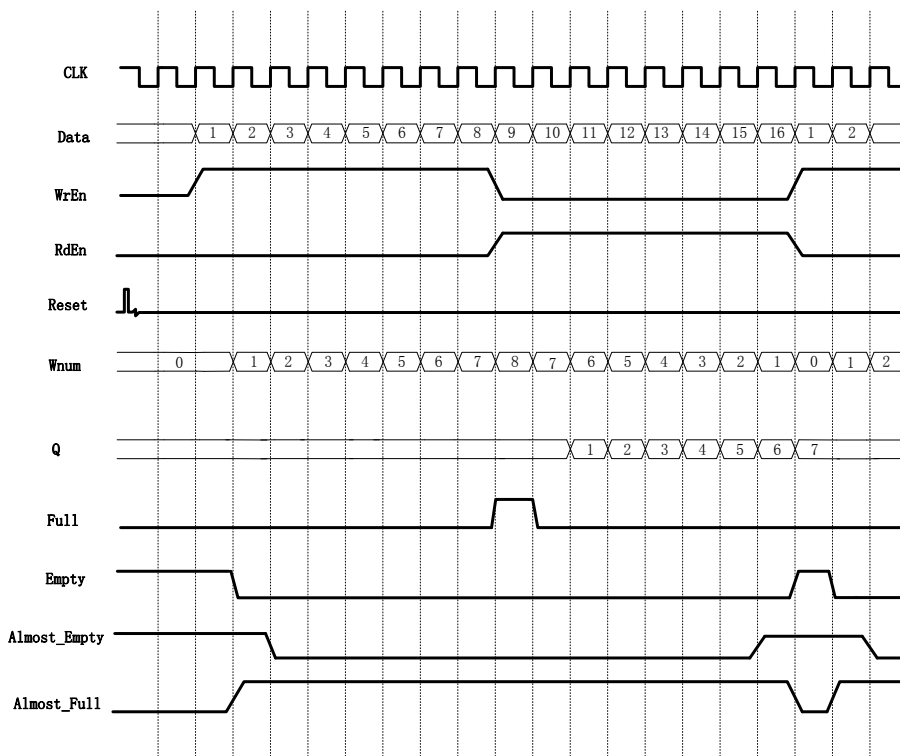 CLK
Data 1 2 3 4 5 6 7 8 9 10 11 12 13 14 15 16 1 2
WrEn
RdEn
Reset
Wnum 0 1 2 3 4 5 6 7 8 7 6 5 4 3 2 1 0 1 2
Q 1 2 3 4 5 6 7
Full
Empty
Almost_Empty
Almost_Full